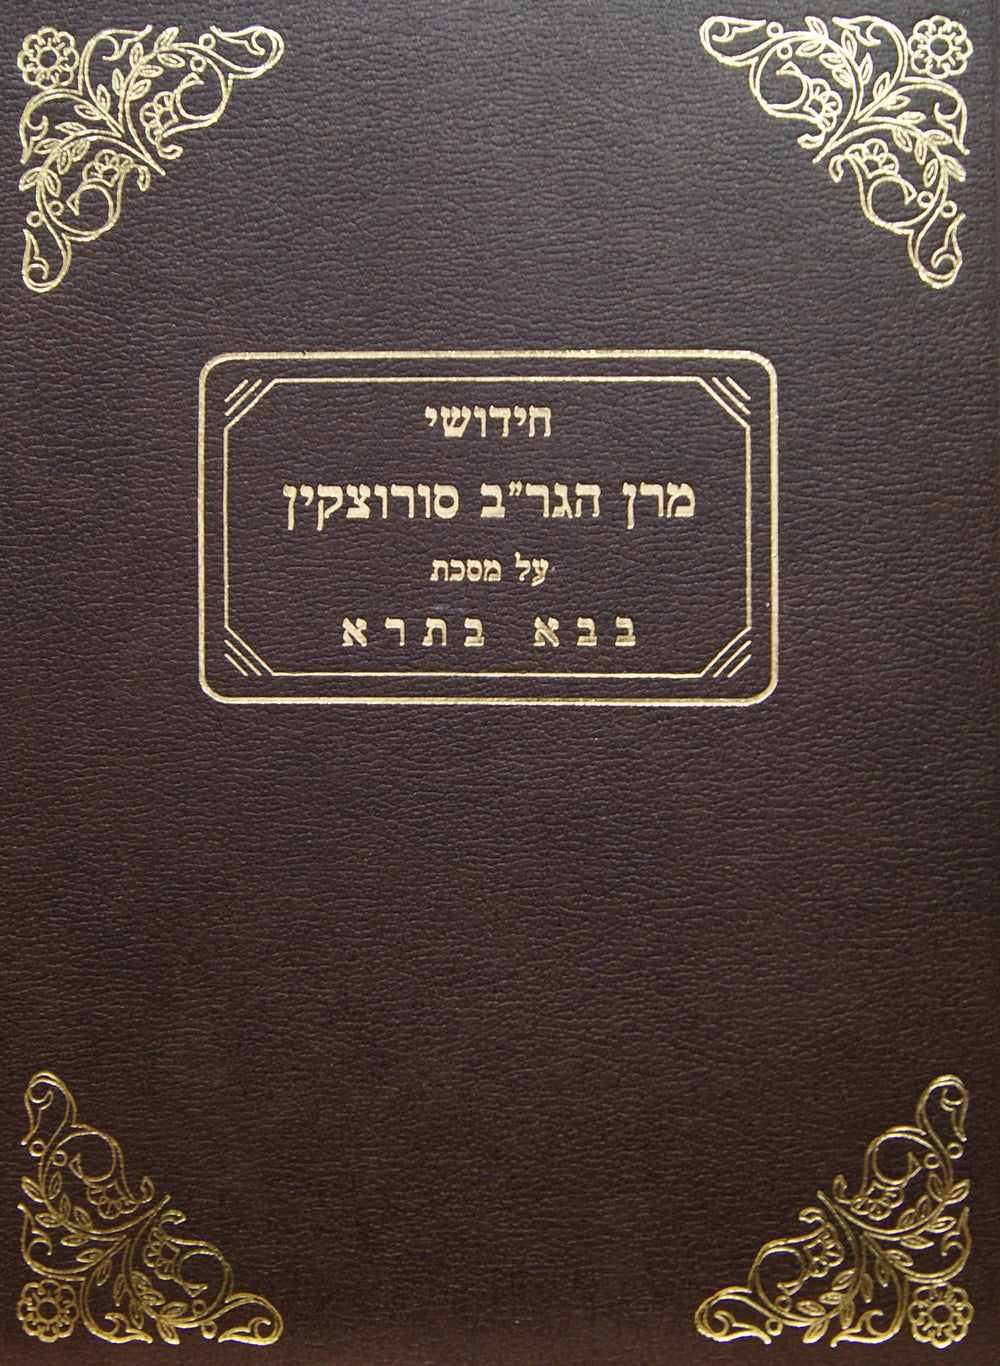 חידושי
מרן הגר״ב סורוצקין
על מסכת
בבא בתרא